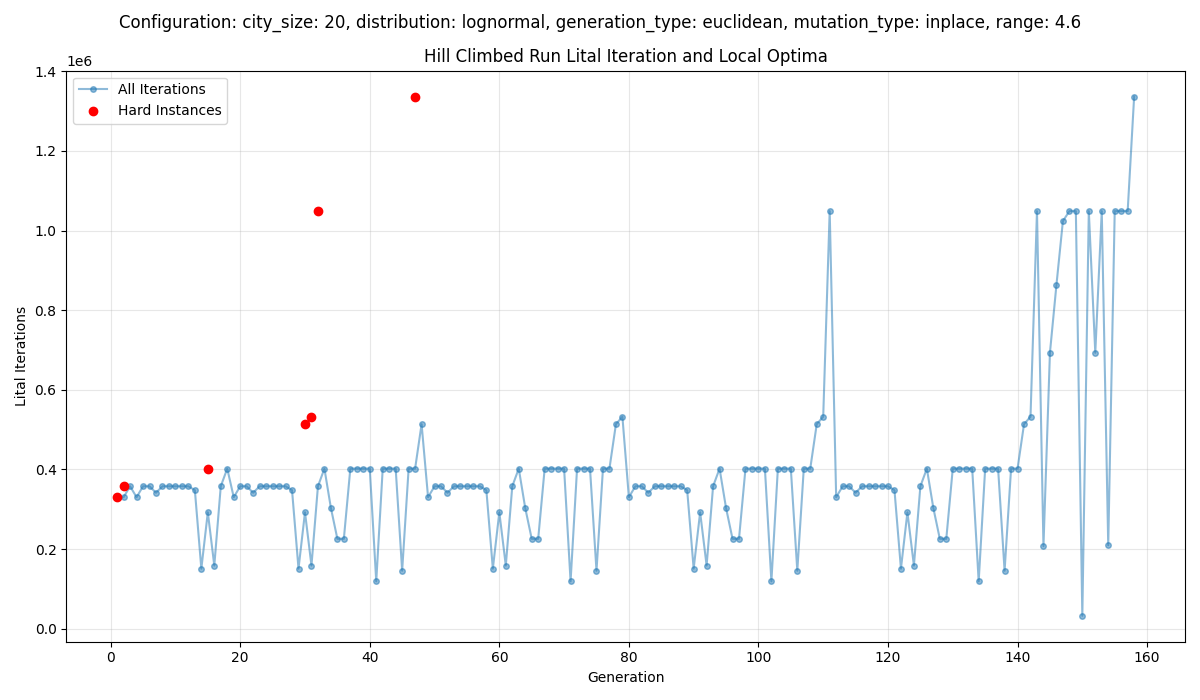 Configuration: city_size: 20, distribution: lognormal, generation_type: euclidean, mutation_type: inplace, range: 4.6
Hill Climbed Run Lital Iteration and Local Optima
1e6
All Iterations
Hard Instances
1.4
1.2
1.0
0.8
0.6
0.4
0.2
0.0
Lital Iterations
0 20 40 60 80 100 120 140 160
Generation